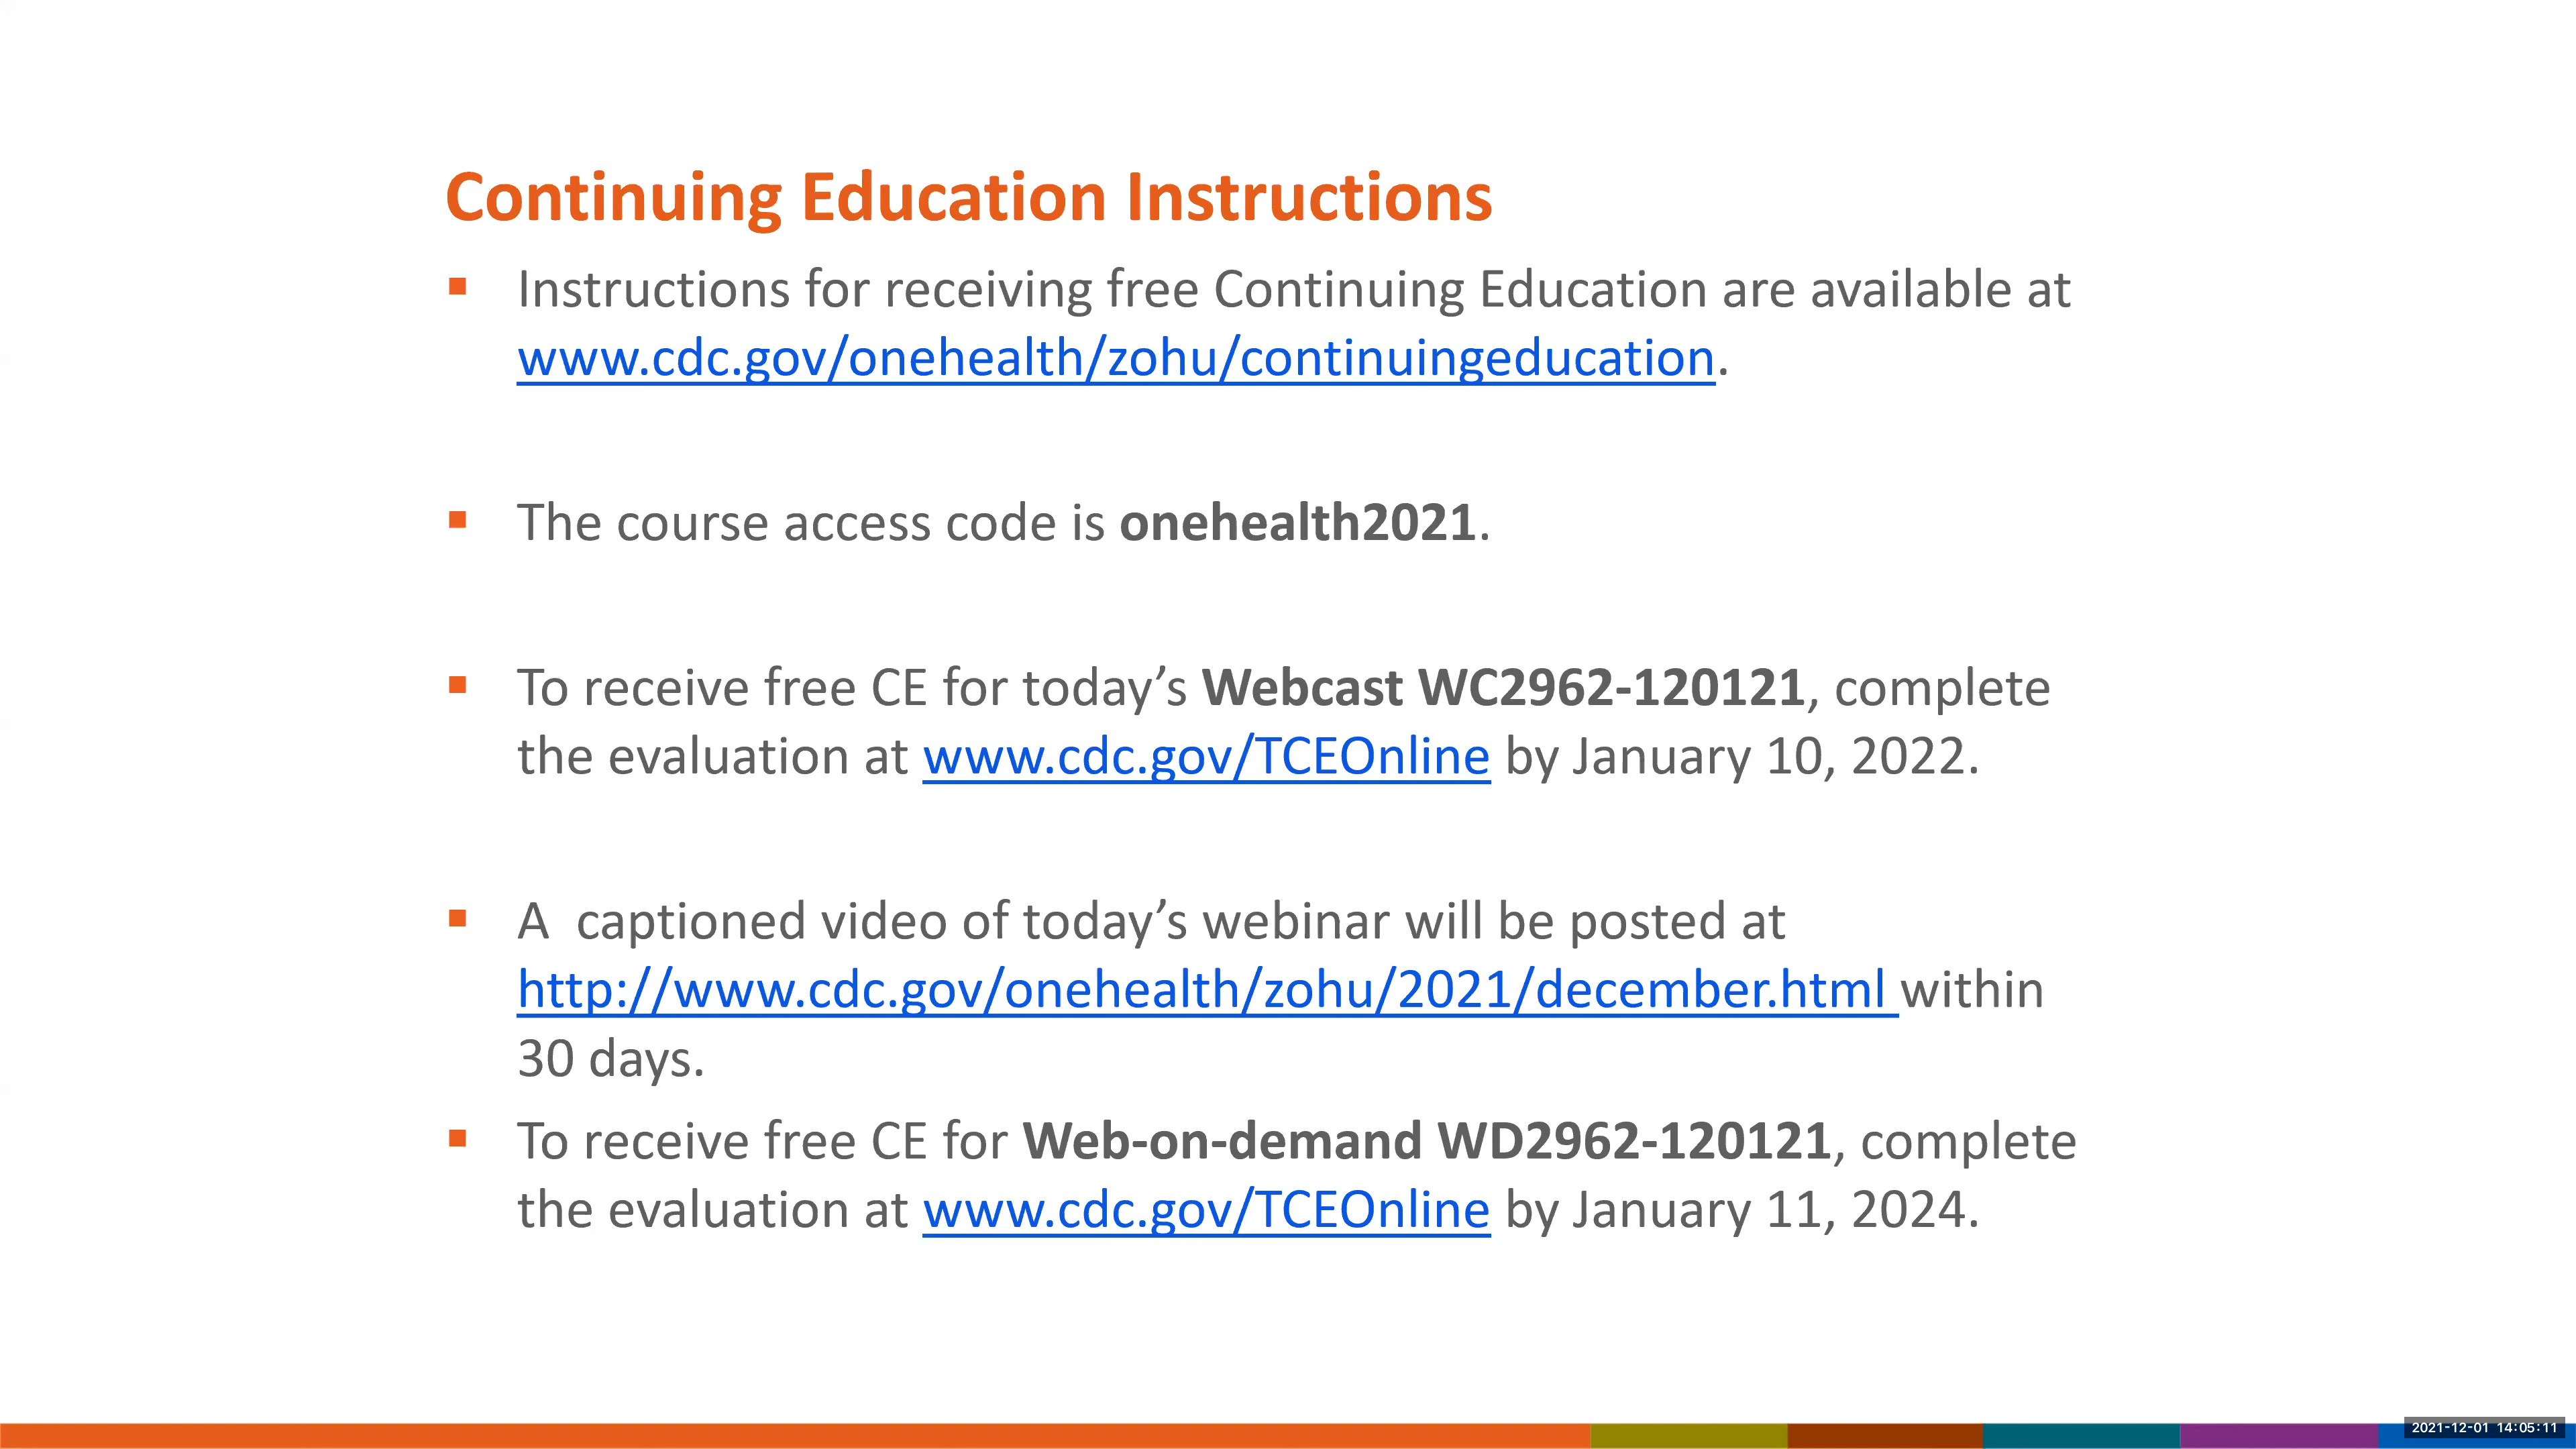 Continuing Education Instructions
▪ Instructions for receiving free Continuing Education are available at
www.cdc.gov/onehealth/zohu/continuingeducation.
▪ The course access code is onehealth2021.
▪ To receive free CE for today’s Webcast WC2962-120121, complete
the evaluation at www.cdc.gov/TCEOnline by January 10, 2022.
▪ A  captioned video of today’s webinar will be posted at
http://www.cdc.gov/onehealth/zohu/2021/december.html within
30 days.
▪ To receive free CE for Web-on-demand WD2962-120121, complete
the evaluation at www.cdc.gov/TCEOnline by January 11, 2024.
2021-12-01 14:05:11